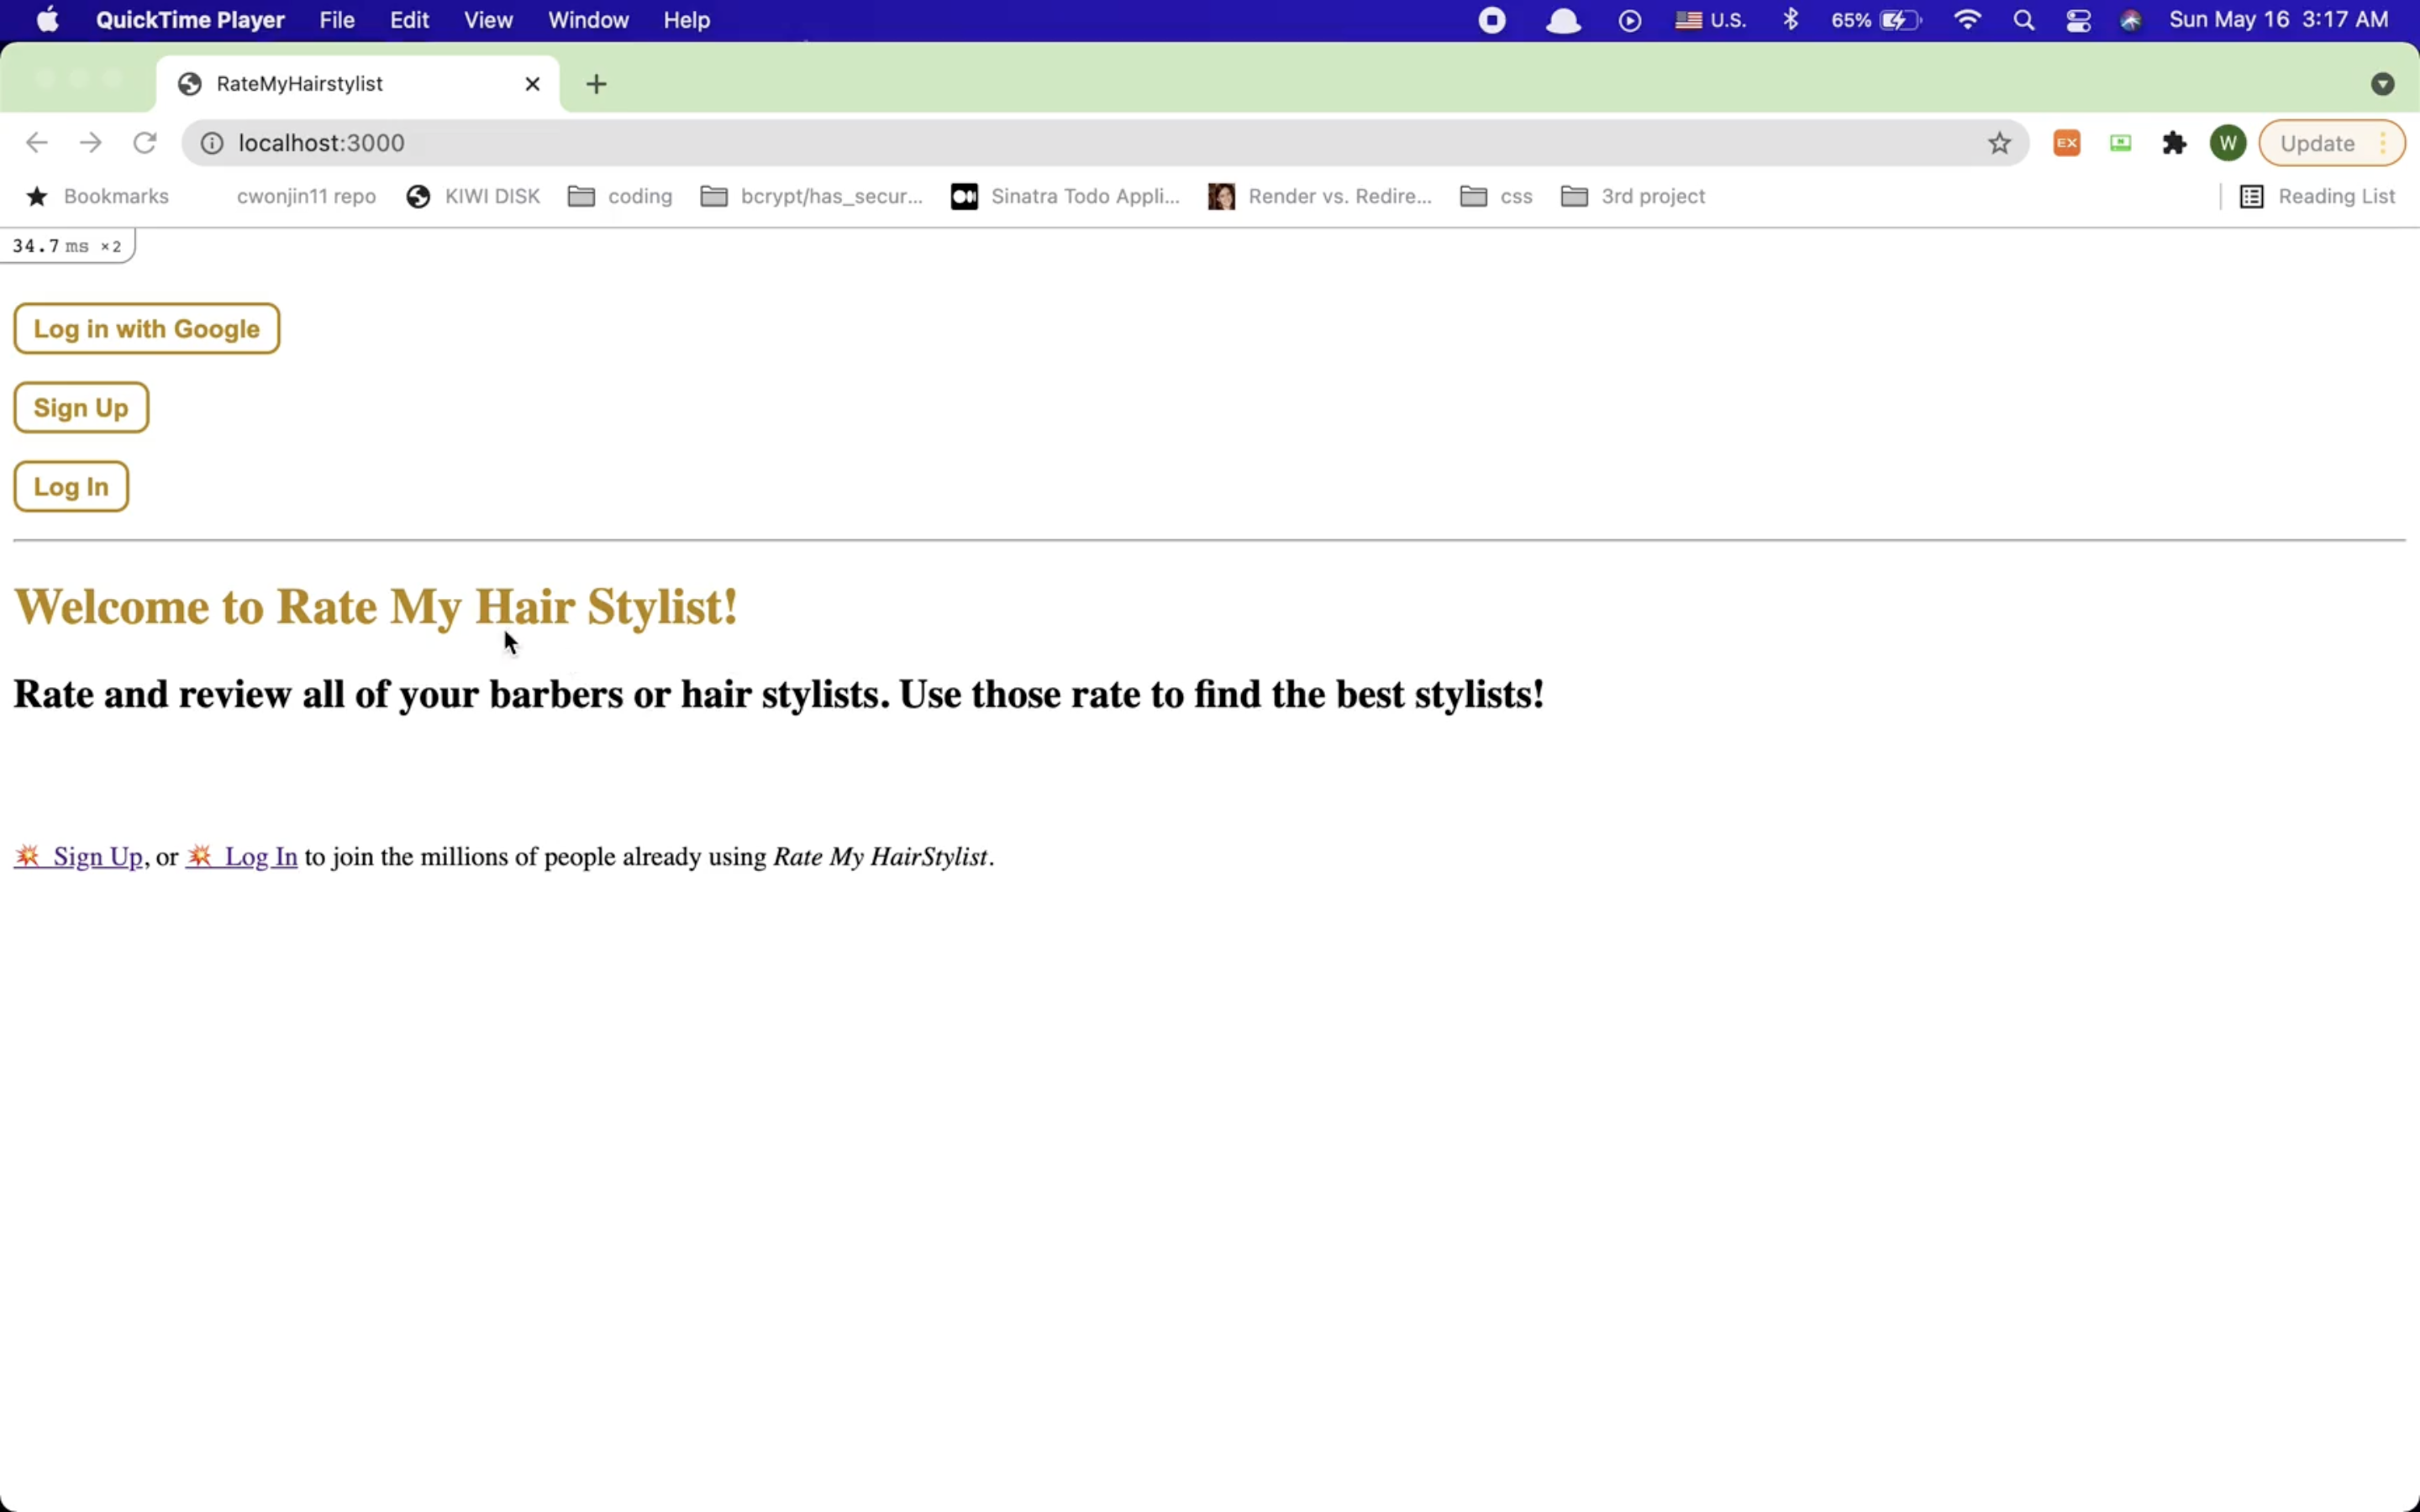 QuickTime Player File Edit View Window Help U.S. 65% Sun May 16 3:17 AM
RateMyHairstylist
localhost:3000 EX W Update
Bookmarks cwonjin11 repo KIWI DISK coding bcrypt/has_secur... Sinatra Todo Appli... Render vs. Redire... css 3rd project Reading List
34.7 ms ×2
Log in with Google
Sign Up
Log In
Welcome to Rate My Hair Stylist!
Rate and review all of your barbers or hair stylists. Use those rate to find the best stylists!
💥 Sign Up, or 💥 Log In to join the millions of people already using Rate My HairStylist.